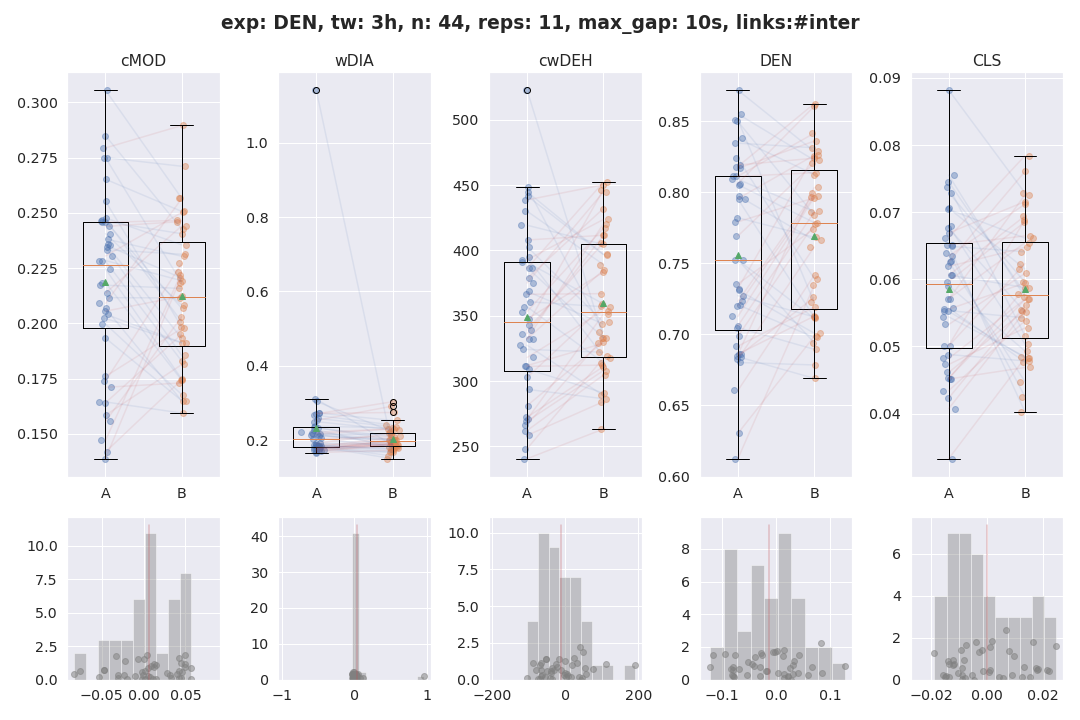 exp: DEN, tw: 3h, n: 44, reps: 11, max_gap: 10s, links:#inter
cMOD wDIA cwDEH DEN CLS
0.300 0.275 0.250 0.225 0.200 0.175 0.150
A B
1.0 0.8 0.6 0.4 0.2
A B
500 450 400 350 300 250
A B
0.85 0.80 0.75 0.70 0.65 0.60
A B
0.09 0.08 0.07 0.06 0.05 0.04
A B
10.0 7.5 5.0 2.5 0.0
−0.05 0.00 0.05
40 30 20 10 0
−1 0 1
10.0 7.5 5.0 2.5 0.0
−200 0 200
8 6 4 2 0
−0.1 0.0 0.1
6 4 2 0
−0.02 0.00 0.02